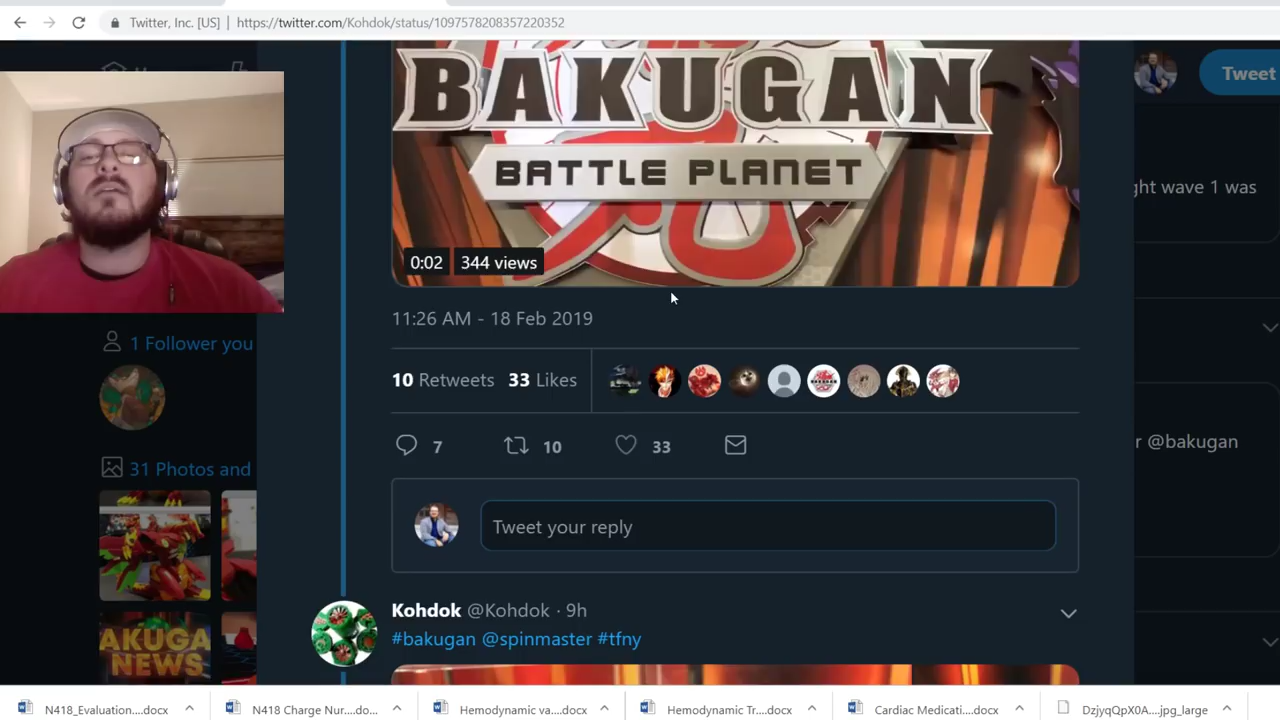 Twitter, Inc. [US] | https://twitter.com/Kohdok/status/1097578208357220352
Tweet
BAKUGAN
BATTLE PLANET
ght wave 1 was
0:02 344 views
11:26 AM - 18 Feb 2019
1 Follower you
10 Retweets 33 Likes
7 10 33
r @bakugan
31 Photos and
Tweet your reply
Kohdok @Kohdok · 9h
#bakugan @spinmaster #tfny
AKUGA
NEWS
N418_Evaluation....docx N418 Charge Nur....do... Hemodynamic va....docx Hemodynamic Tr....docx Cardiac Medicati....docx DzjyqQpX0A....jpg_large